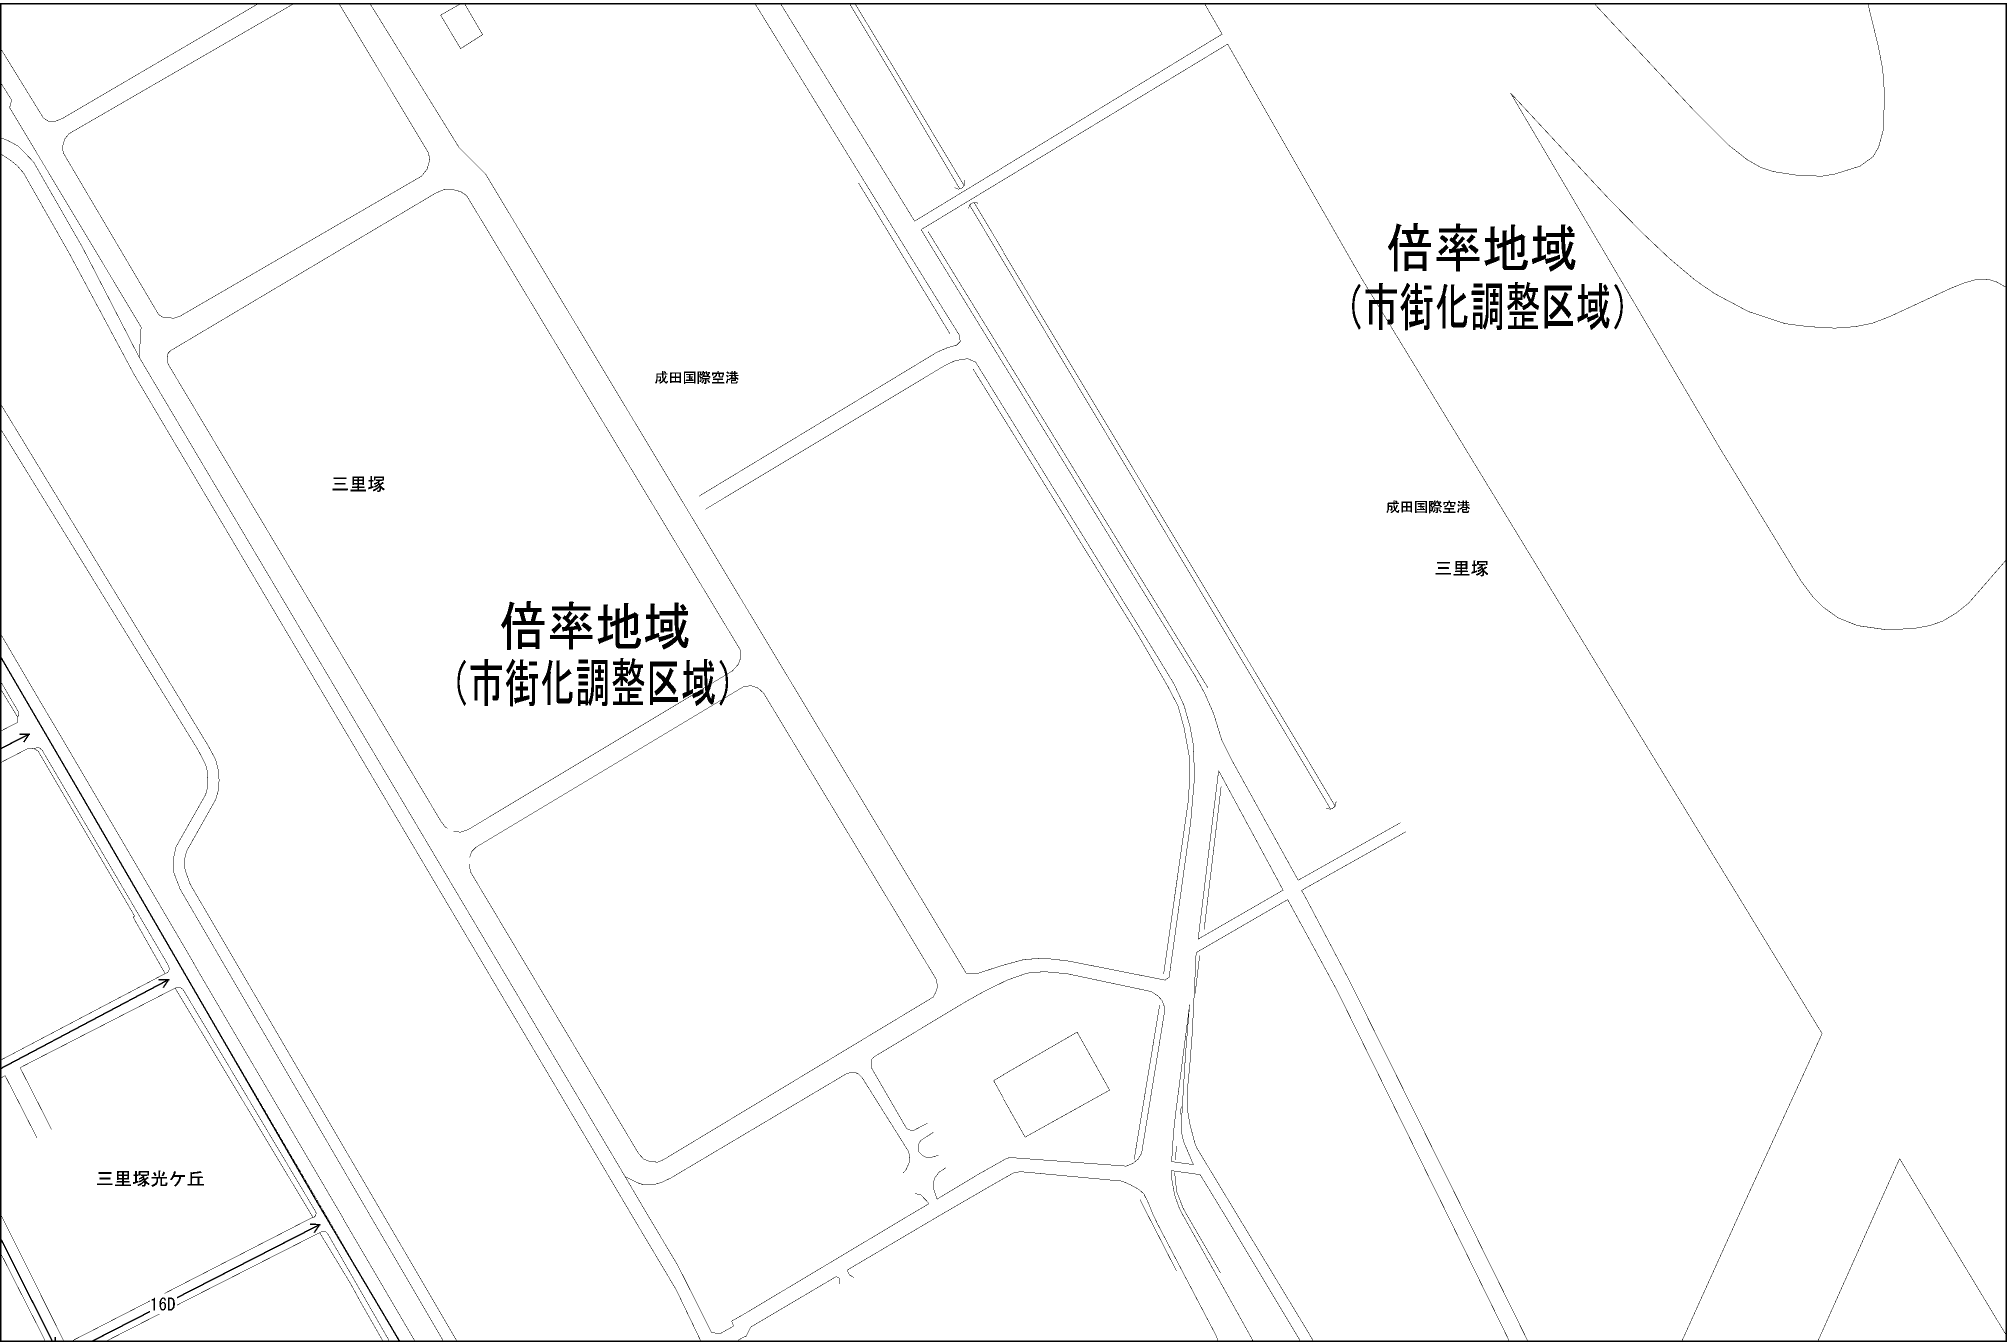 倍率地域
(市街化調整区域)
成田国際空港
三里塚
成田国際空港
三里塚
倍率地域
(市街化調整区域)
三里塚光ケ丘
16D